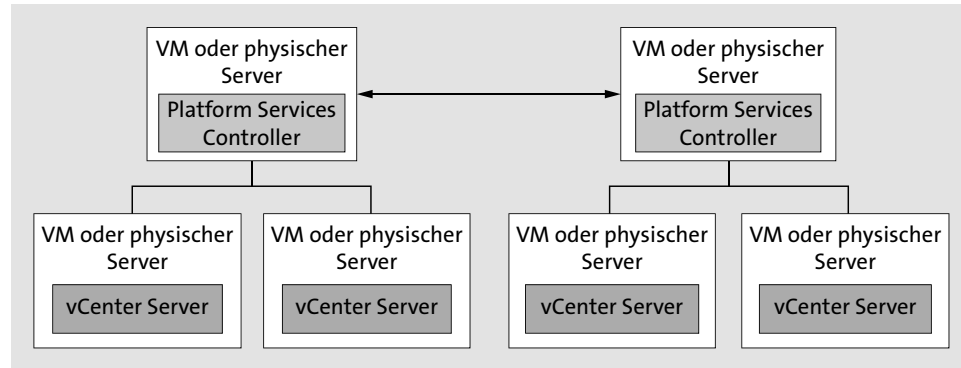 VM oder physischer
Server
Platform Services
Controller
VM oder physischer
Server
Platform Services
Controller
VM oder physischer
Server
vCenter Server
VM oder physischer
Server
vCenter Server
VM oder physischer
Server
vCenter Server
VM oder physischer
Server
vCenter Server